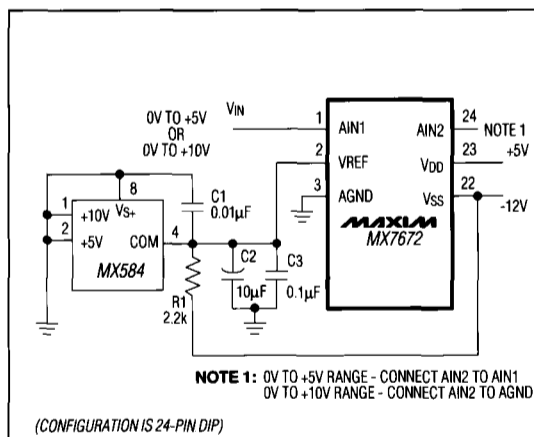 0V TO +5V
OR
0V TO +10V
VIN
1
AIN1
AIN2
24
NOTE 1
2
VREF
VDD
23
+5V
3
AGND
VSS
22
-12V
MAXIM
MX7672
8
VS+
1
+10V
2
+5V
COM
4
MX584
C1
0.01µF
C2
10µF
C3
0.1µF
R1
2.2k
NOTE 1: 0V TO +5V RANGE - CONNECT AIN2 TO AIN1
0V TO +10V RANGE - CONNECT AIN2 TO AGND
(CONFIGURATION IS 24-PIN DIP)